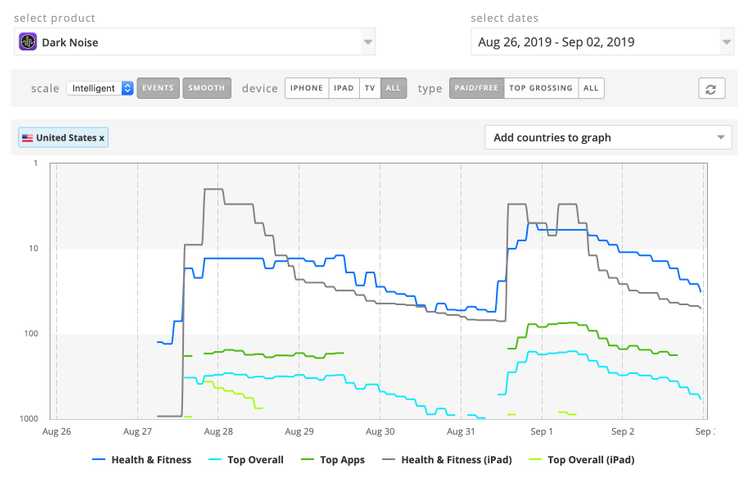 select product
select dates
Dark Noise
Aug 26, 2019 - Sep 02, 2019
scale Intelligent EVENTS SMOOTH device IPHONE IPAD TV ALL type PAID/FREE TOP GROSSING ALL
United States x
Add countries to graph
1
10
100
1000
Aug 26 Aug 27 Aug 28 Aug 29 Aug 30 Aug 31 Sep 1 Sep 2 Sep :
Health & Fitness Top Overall Top Apps Health & Fitness (iPad) Top Overall (iPad)